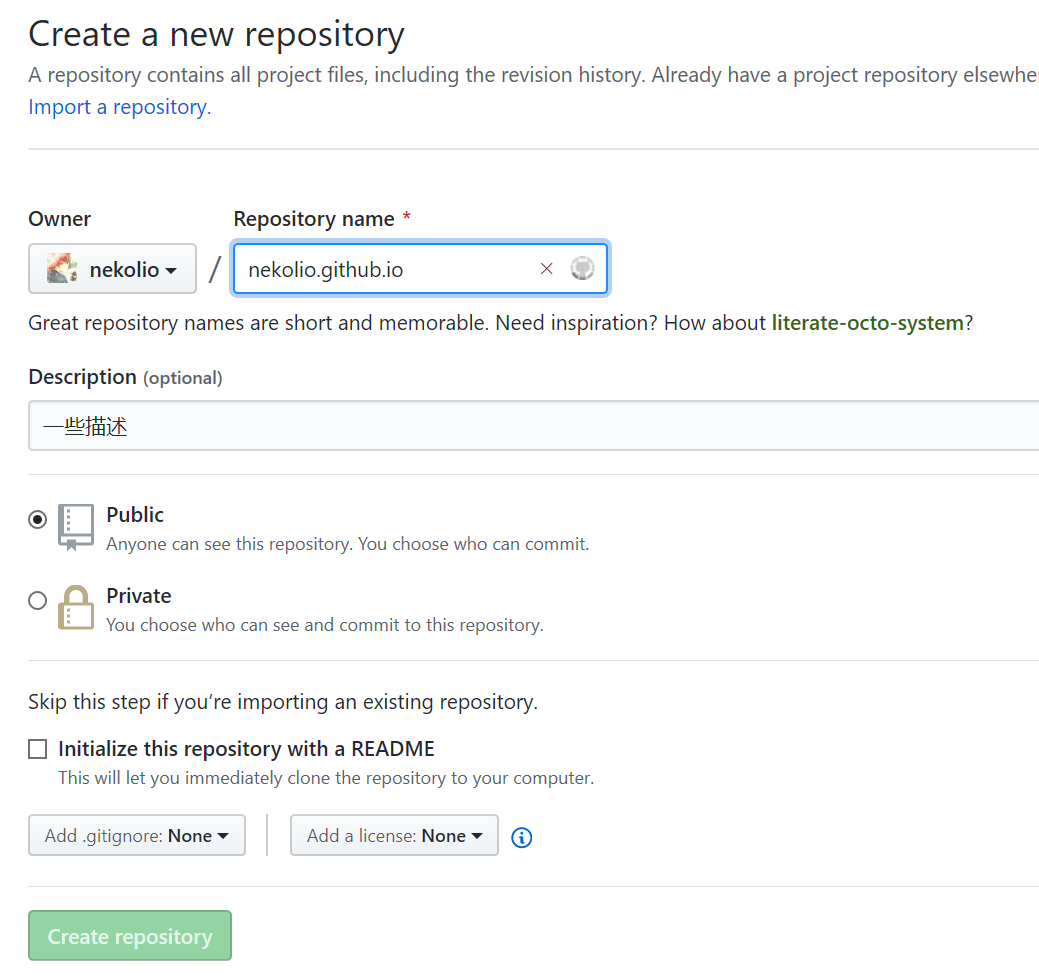 Create a new repository
A repository contains all project files, including the revision history. Already have a project repository
Import a repository.
Owner
Repository name *
nekolio
/
nekolio.github.io
Great repository names are short and memorable. Need inspiration? How about literate-octo-system?
Description (optional)
一些描述
Public
Anyone can see this repository. You choose who can commit.
Private
You choose who can see and commit to this repository.
Skip this step if you’re importing an existing repository.
Initialize this repository with a README
This will let you immediately clone the repository to your computer.
Add .gitignore: None
Add a license: None
Create repository